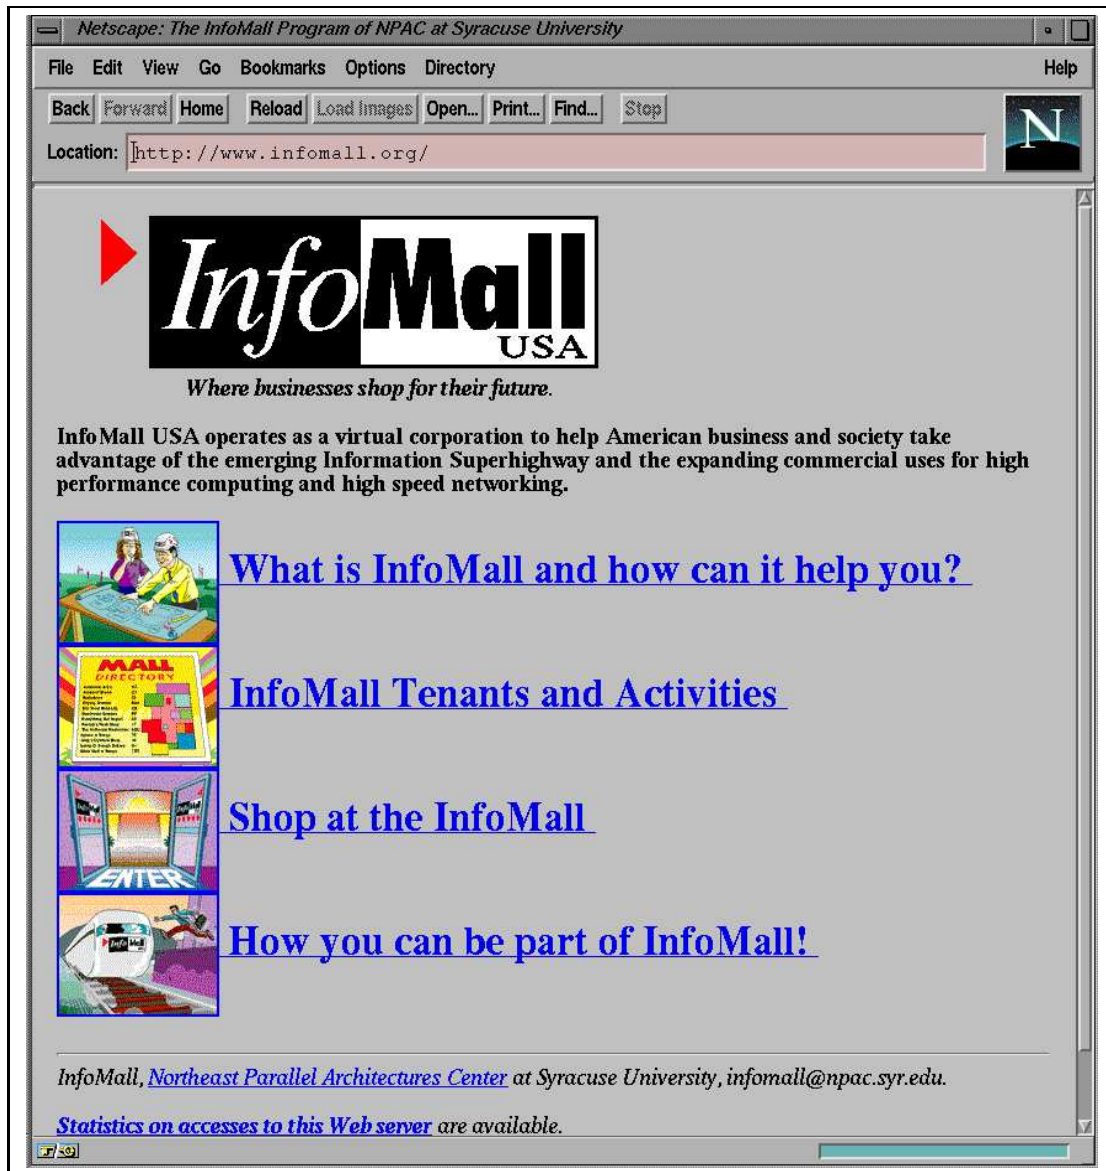 Netscape: The InfoMall Program of NPAC at Syracuse University
File Edit View Go Bookmarks Options Directory Help
Back Forward Home Reload Load Images Open... Print... Find... Stop
N
Location: http://www.infomall.org/
InfoMall
USA
Where businesses shop for their future.
InfoMall USA operates as a virtual corporation to help American business and society take
advantage of the emerging Information Superhighway and the expanding commercial uses for high
performance computing and high speed networking.
What is InfoMall and how can it help you?
MALL
DIRECTORY
InfoMall Tenants and Activities
Shop at the InfoMall
ENTER
How you can be part of InfoMall!
InfoMall
InfoMall, Northeast Parallel Architectures Center at Syracuse University, infomall@npac.syr.edu.
Statistics on accesses to this Web server are available.